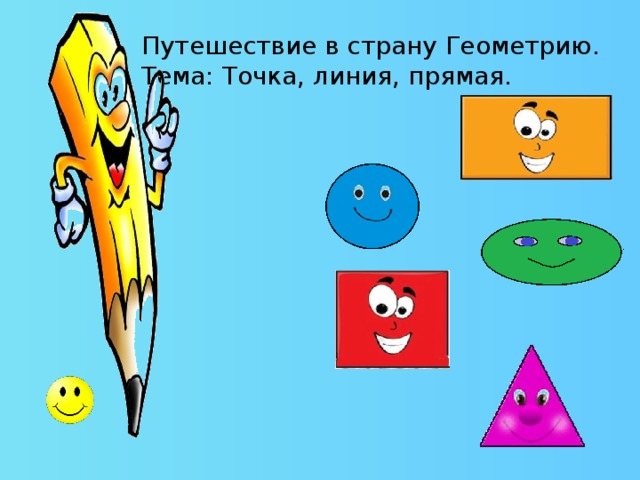 Путешествие в страну Геометрию.
Тема: Точка, линия, прямая.